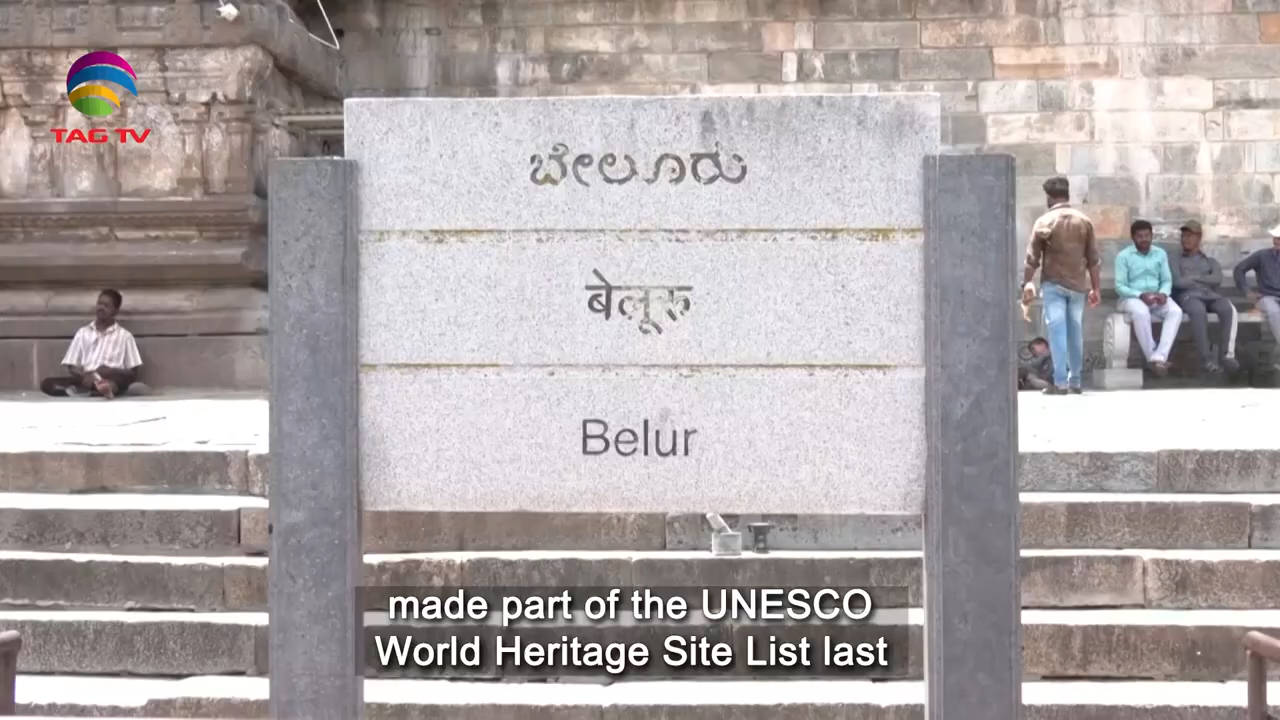 TAG TV
ಬೇಲೂರು
बेलूरु
Belur
made part of the UNESCO
World Heritage Site List last